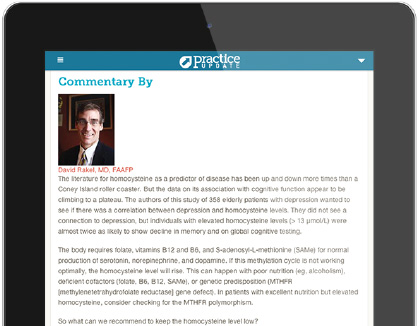 practice
UPDATE
Commentary By
David Rakel, MD, FAAFP
The literature for homocysteine as a predictor of disease has been up and down more times than a
Coney Island roller coaster. But the data on its association with cognitive function appear to be
climbing to a plateau. The authors of this study of 358 elderly patients with depression wanted to
see if there was a correlation between depression and homocysteine levels. They did not see a
connection to depression, but individuals with elevated homocysteine levels (> 13 µmol/L) were
almost twice as likely to show decline in memory and on global cognitive testing.
The body requires folate, vitamins B12 and B6, and S-adenosyl-L-methionine (SAMe) for normal
production of serotonin, norepinephrine, and dopamine. If this methylation cycle is not working
optimally, the homocysteine level will rise. This can happen with poor nutrition (eg, alcoholism),
deficient cofactors (folate, B6, B12, SAMe), or genetic predisposition (MTHFR
[methylenetetrahydrofolate reductase] gene defect). In patients with excellent nutrition but elevated
homocysteine, consider checking for the MTHFR polymorphism.
So what can we recommend to keep the homocysteine level low?